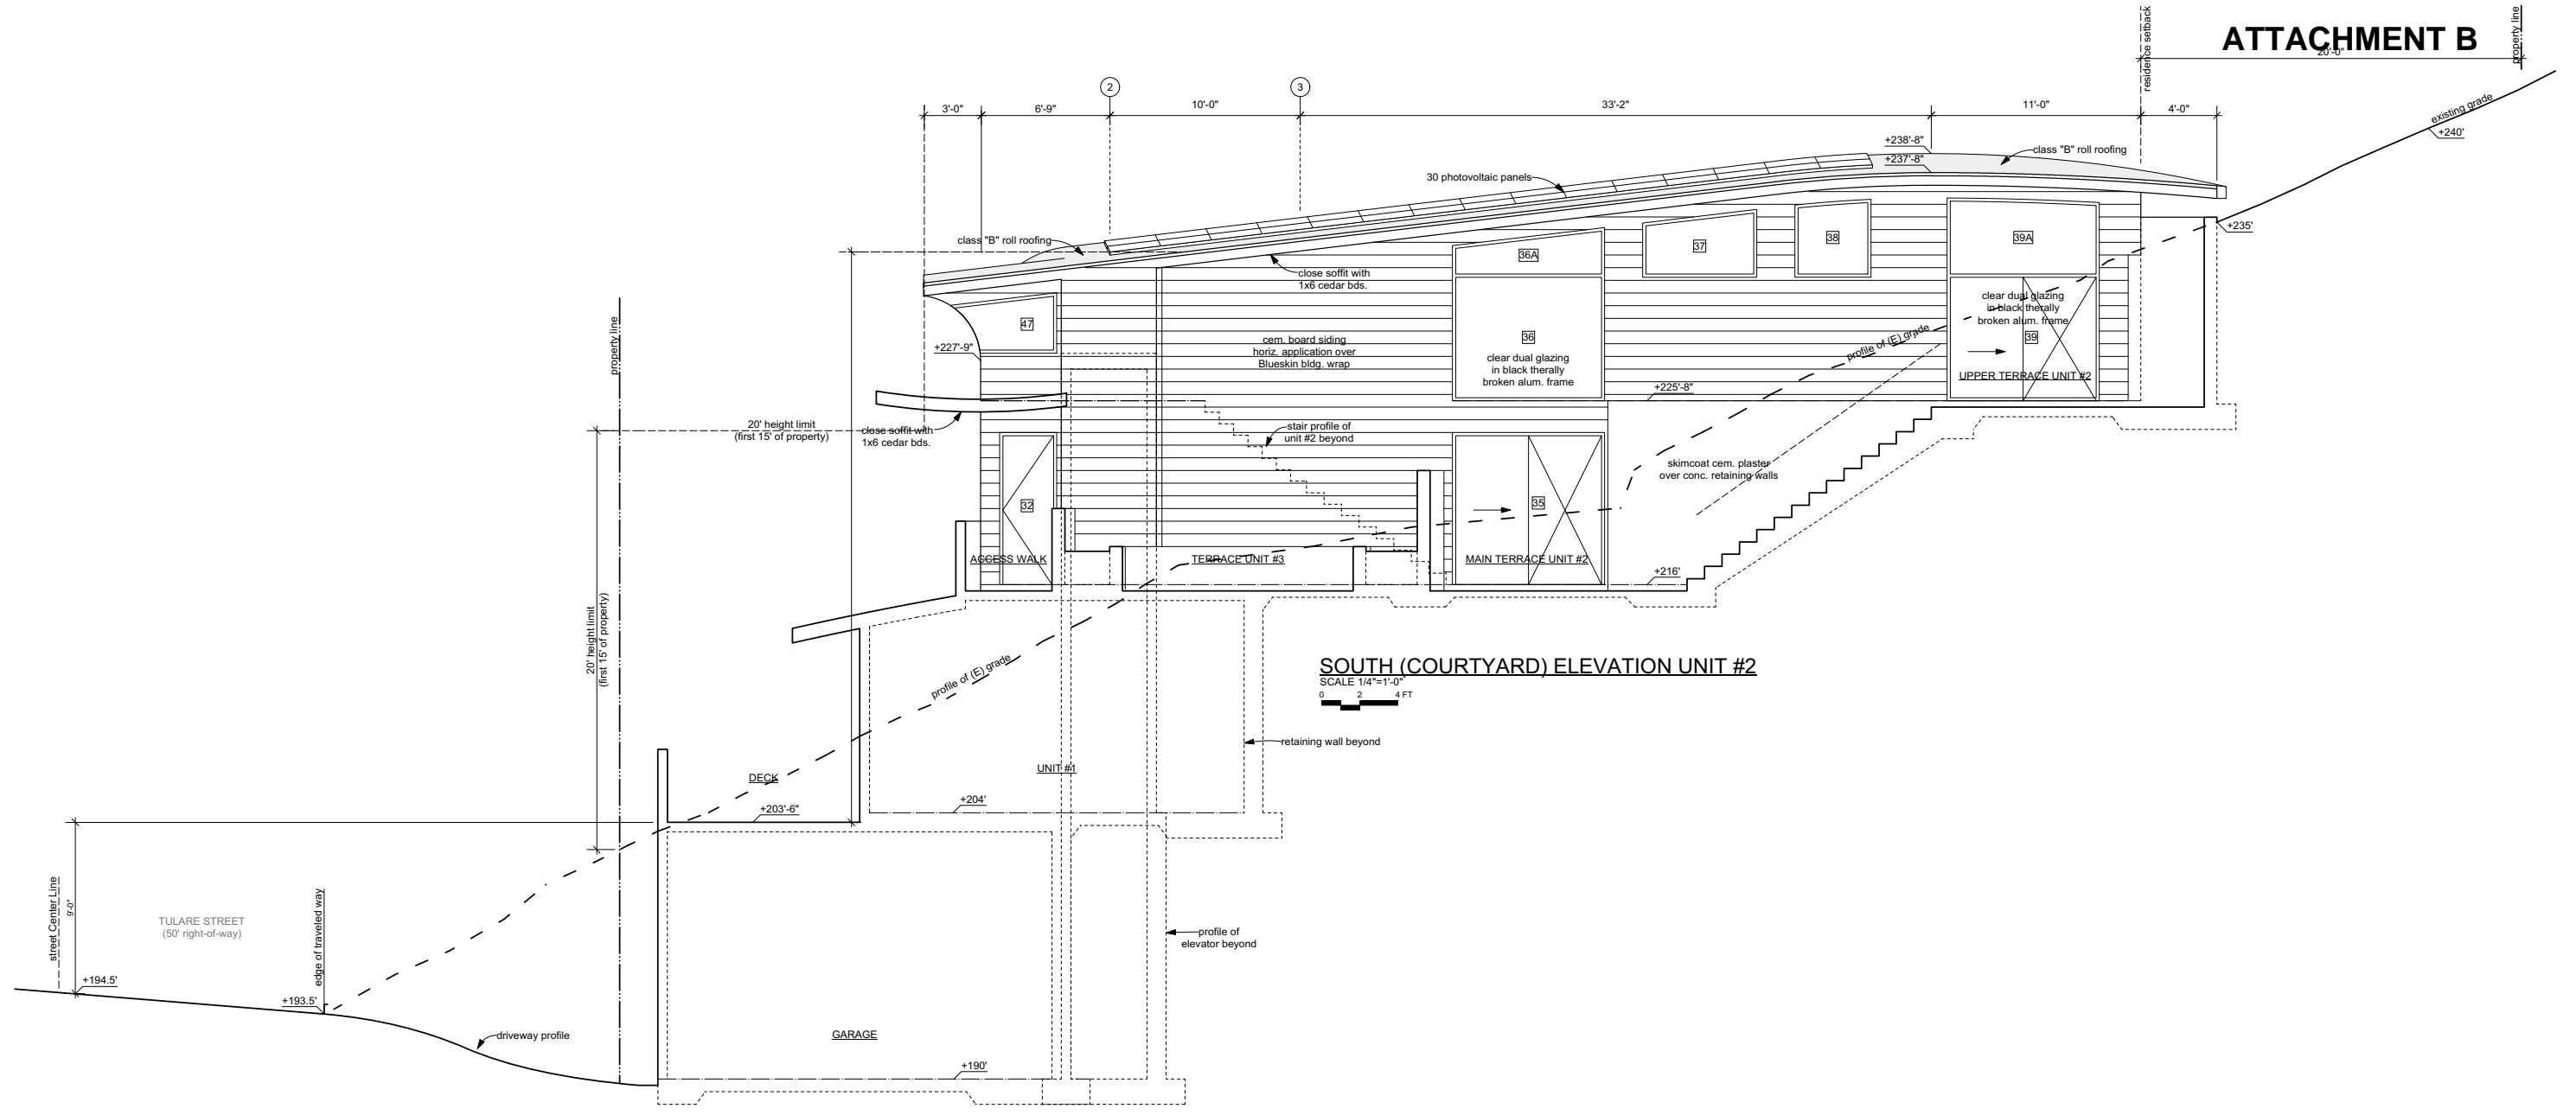 ATTACHMENT B
residence setback
property line
20'-0"
2
3
3'-0"
6'-9"
10'-0"
33'-2"
11'-0"
4'-0"
existing grade
+240'
+238'-8"
+237'-8"
class "B" roll roofing
30 photovoltaic panels
+235'
class "B" roll roofing
36A
37
38
39A
close soffit with
1x6 cedar bds.
clear dual glazing
in black therally
broken alum. frame
47
36
39
cem. board siding
horiz. application over
Blueskin bldg. wrap
profile of (E) grade
+227'-9"
clear dual glazing
in black therally
broken alum. frame
UPPER TERRACE UNIT #2
+225'-8"
property line
20' height limit
(first 15' of property)
close soffit with
1x6 cedar bds.
stair profile of
unit #2 beyond
skimcoat cem. plaster
over conc. retaining walls
32
35
ACCESS WALK
TERRACE UNIT #3
MAIN TERRACE UNIT #2
+216'
20' height limit
(first 15' of property)
profile of (E) grade
SOUTH (COURTYARD) ELEVATION UNIT #2
SCALE 1/4"=1'-0"
0 2 4 FT
retaining wall beyond
DECK
UNIT #1
+203'-6"
+204'
street Center Line
9'-0"
TULARE STREET
(50' right-of-way)
edge of traveled way
profile of
elevator beyond
+194.5'
+193.5'
driveway profile
GARAGE
+190'